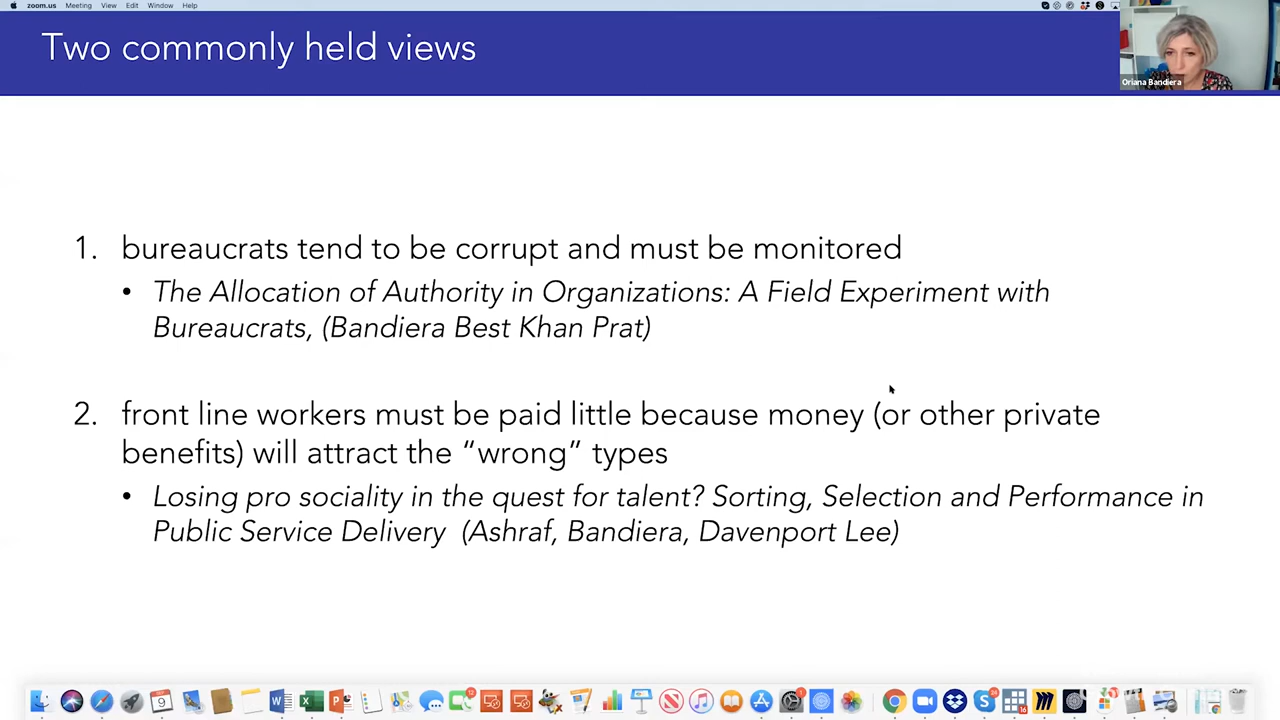 zoom.us Meeting View Edit Window Help
Two commonly held views
Oriana Bandiera
1. bureaucrats tend to be corrupt and must be monitored
• The Allocation of Authority in Organizations: A Field Experiment with
Bureaucrats, (Bandiera Best Khan Prat)
2. front line workers must be paid little because money (or other private
benefits) will attract the “wrong” types
• Losing pro sociality in the quest for talent? Sorting, Selection and Performance in
Public Service Delivery (Ashraf, Bandiera, Davenport Lee)
9